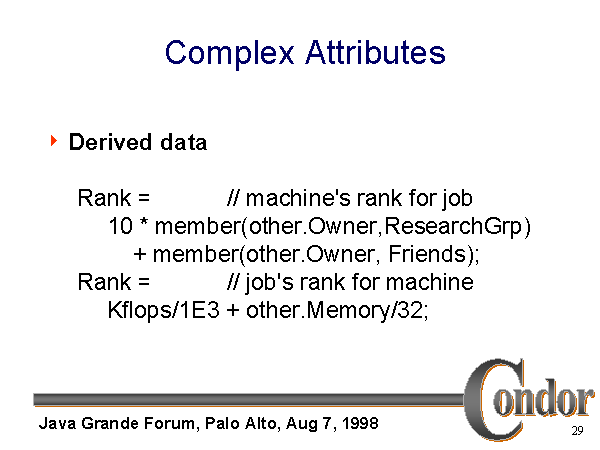 Complex Attributes
Derived data
Rank = // machine's rank for job
10 * member(other.Owner,ResearchGrp)
+ member(other.Owner, Friends);
Rank = // job's rank for machine
Kflops/1E3 + other.Memory/32;
Condor
Java Grande Forum, Palo Alto, Aug 7, 1998
29